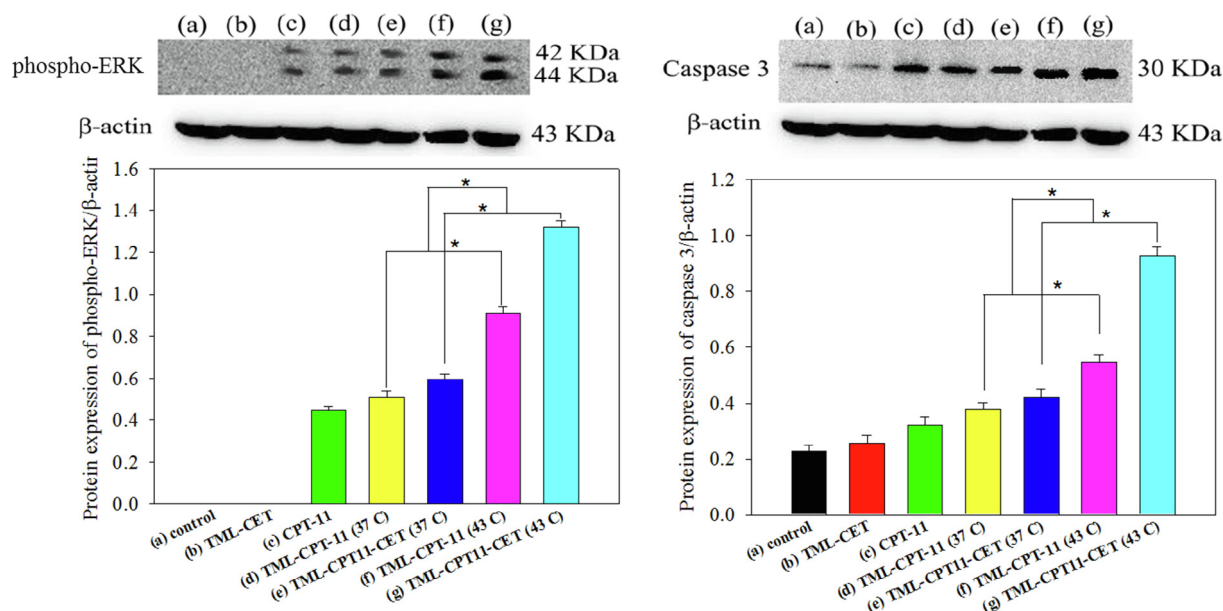 (a) (b) (c) (d) (e) (f) (g)
phospho-ERK
42 KDa
44 KDa
β-actin
43 KDa
Protein expression of phospho-ERK/β-actin
1.6
1.4
1.2
1.0
0.8
0.6
0.4
0.2
0.0
*
*
*
(a) control
(b) TML-CET
(c) CPT-11
(d) TML-CPT-11 (37 C)
(e) TML-CPT11-CET (37 C)
(f) TML-CPT-11 (43 C)
(g) TML-CPT11-CET (43 C)
(a) (b) (c) (d) (e) (f) (g)
Caspase 3
30 KDa
β-actin
43 KDa
Protein expression of caspase 3/β-actin
1.2
1.0
0.8
0.6
0.4
0.2
0.0
*
*
*
(a) control
(b) TML-CET
(c) CPT-11
(d) TML-CPT-11 (37 C)
(e) TML-CPT11-CET (37 C)
(f) TML-CPT-11 (43 C)
(g) TML-CPT11-CET (43 C)